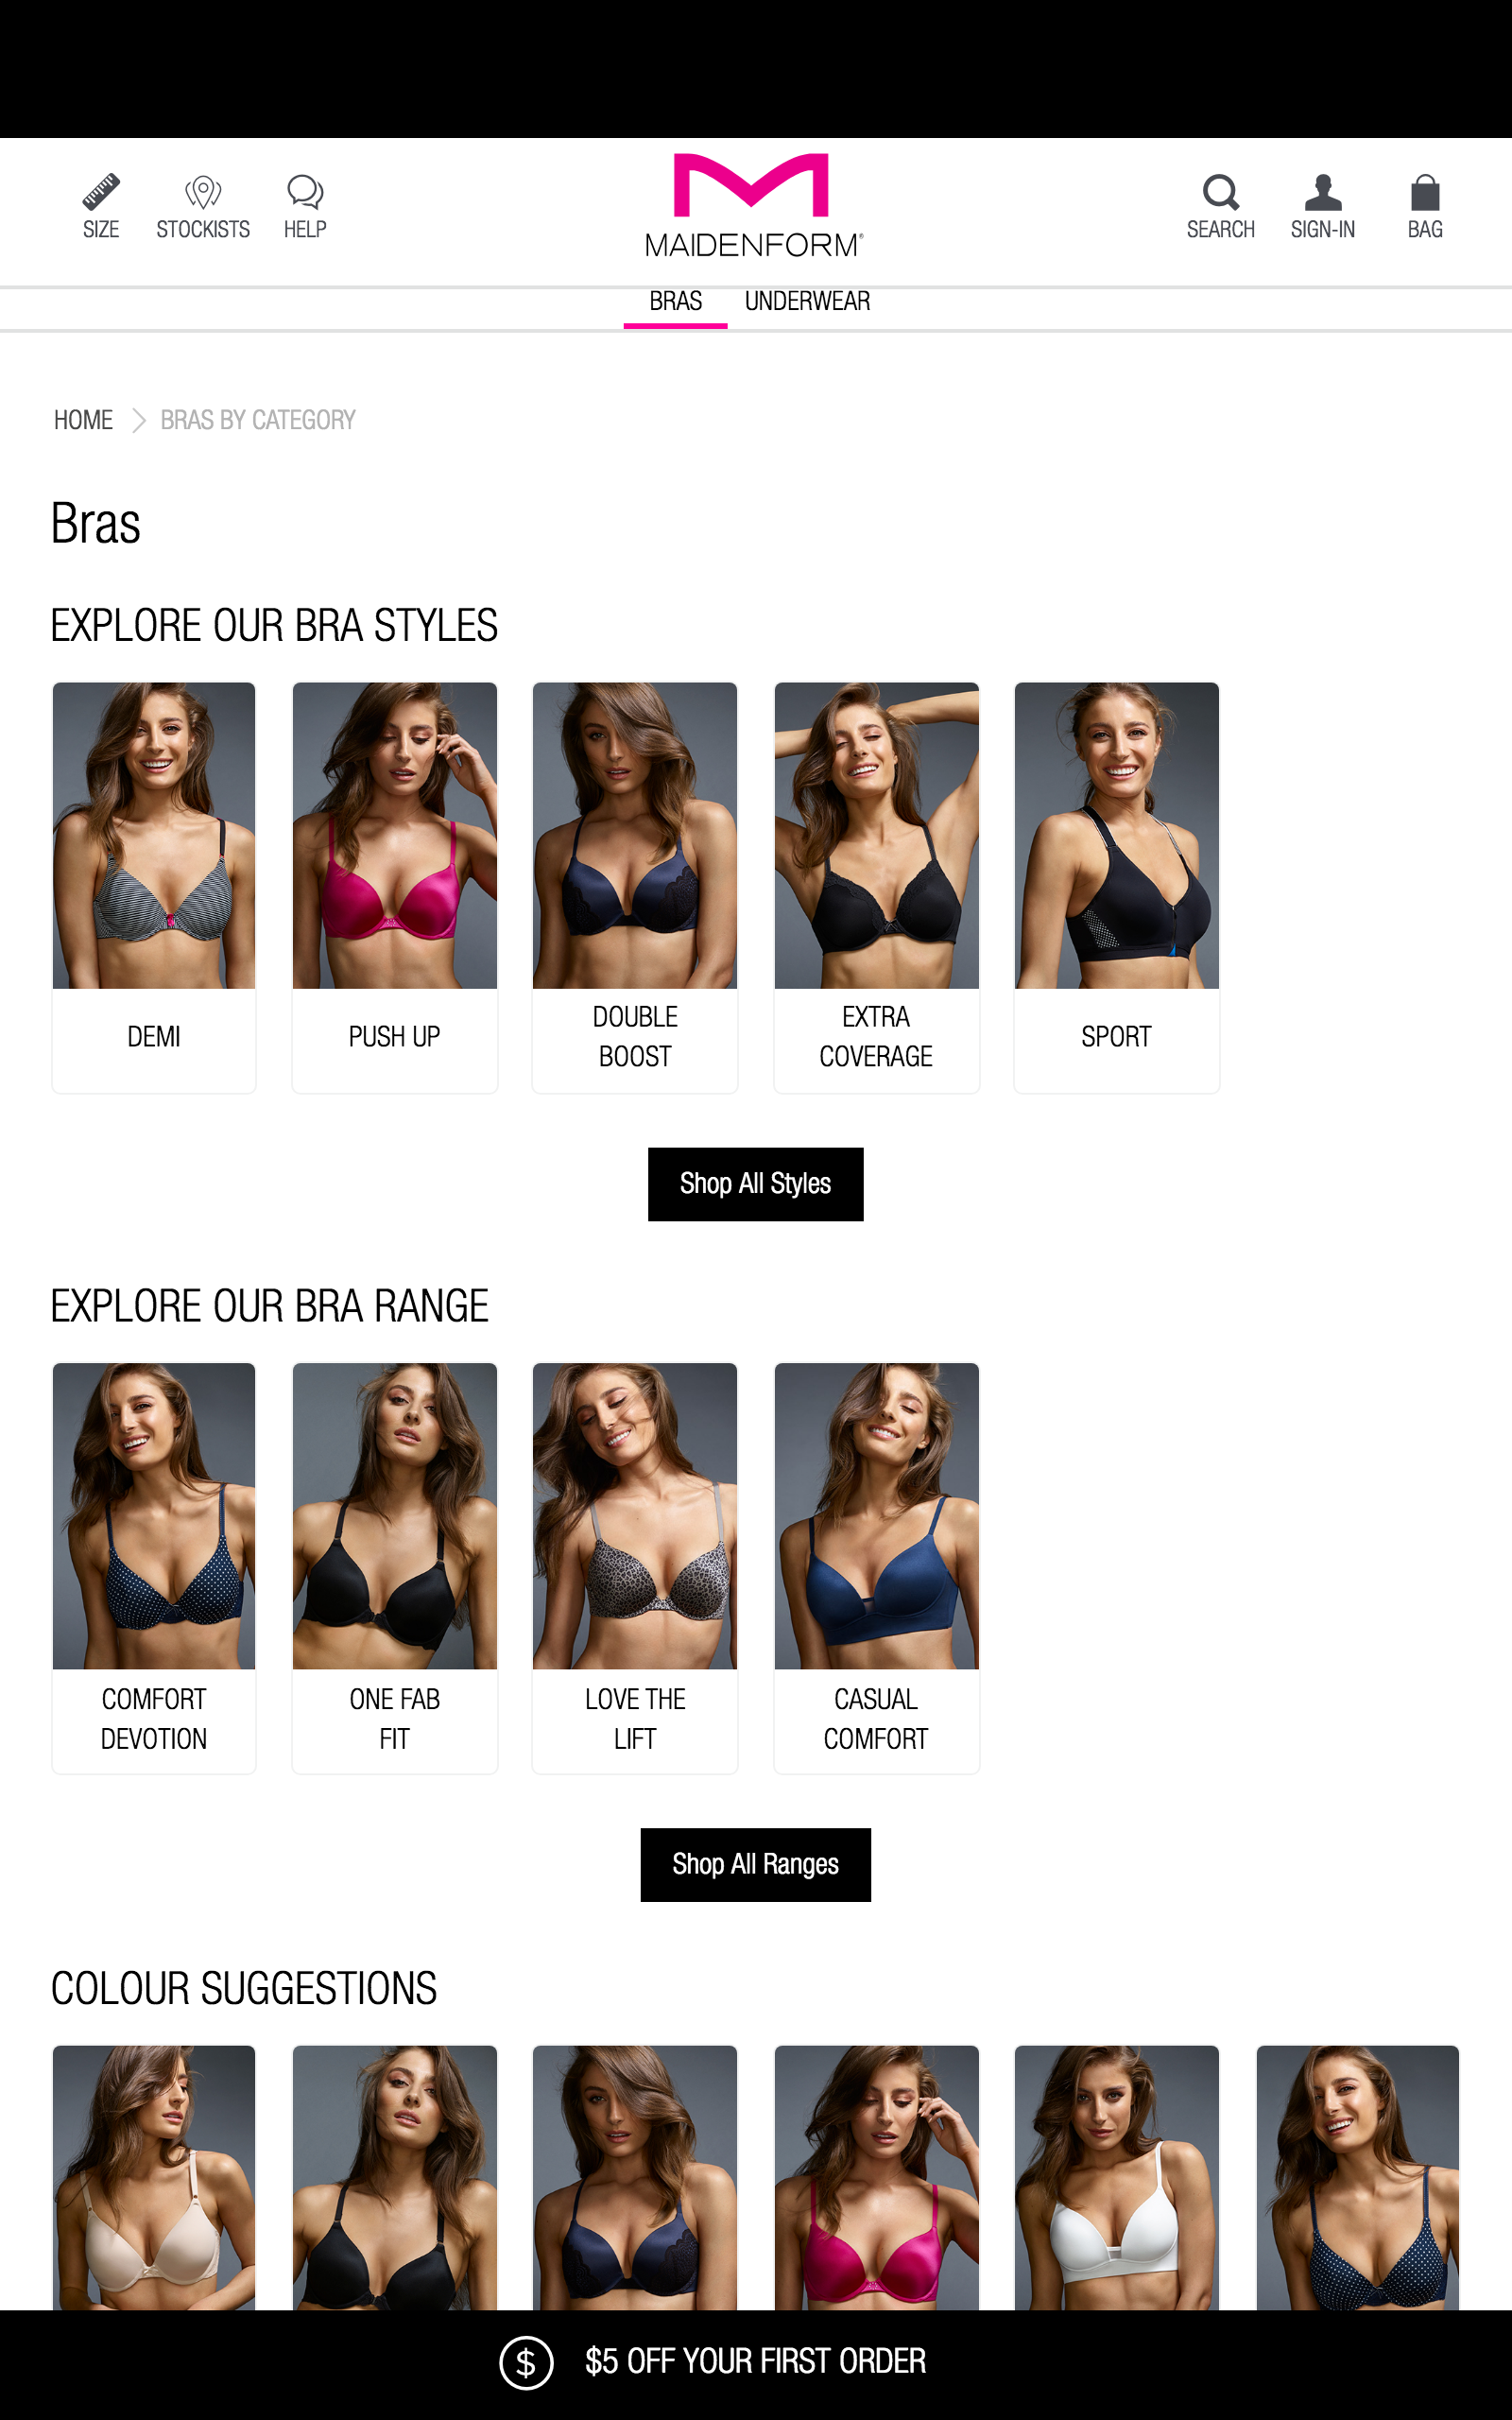 SIZE STOCKISTS HELP
MAIDENFORM®
SEARCH SIGN-IN BAG
BRAS UNDERWEAR
HOME BRAS BY CATEGORY
Bras
EXPLORE OUR BRA STYLES
DEMI
PUSH UP
DOUBLE
BOOST
EXTRA
COVERAGE
SPORT
Shop All Styles
EXPLORE OUR BRA RANGE
COMFORT
DEVOTION
ONE FAB
FIT
LOVE THE
LIFT
CASUAL
COMFORT
Shop All Ranges
COLOUR SUGGESTIONS
$ $5 OFF YOUR FIRST ORDER